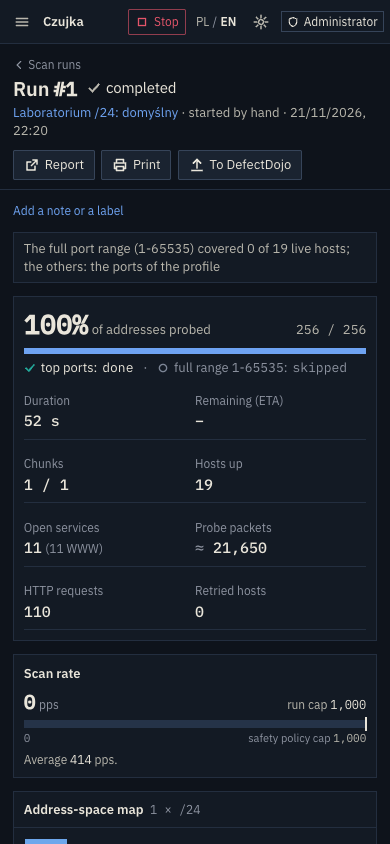 Czujka
Stop
PL / EN
Administrator
Scan runs
Run #1 completed
Laboratorium /24: domyślny · started by hand · 21/11/2026,
22:20
Report
Print
To DefectDojo
Add a note or a label
The full port range (1-65535) covered 0 of 19 live hosts;
the others: the ports of the profile
100% of addresses probed 256 / 256
top ports: done · full range 1-65535: skipped
Duration Remaining (ETA)
52 s –
Chunks Hosts up
1 / 1 19
Open services Probe packets
11 (11 WWW) ≈ 21,650
HTTP requests Retried hosts
110 0
Scan rate
0 pps run cap 1,000
0 safety policy cap 1,000
Average 414 pps.
Address-space map 1 × /24